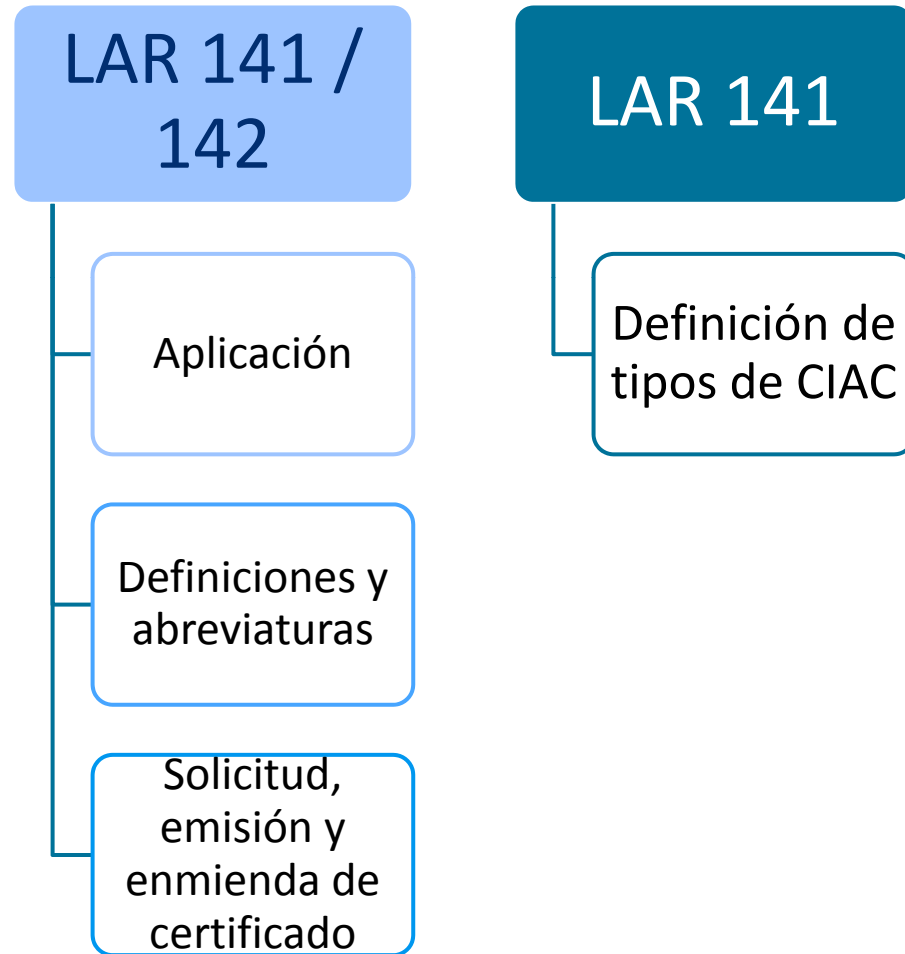 LAR 141 /
142
Aplicación
Definiciones y
abreviaturas
Solicitud,
emisión y
enmienda de
certificado
LAR 141
Definición de
tipos de CIAC